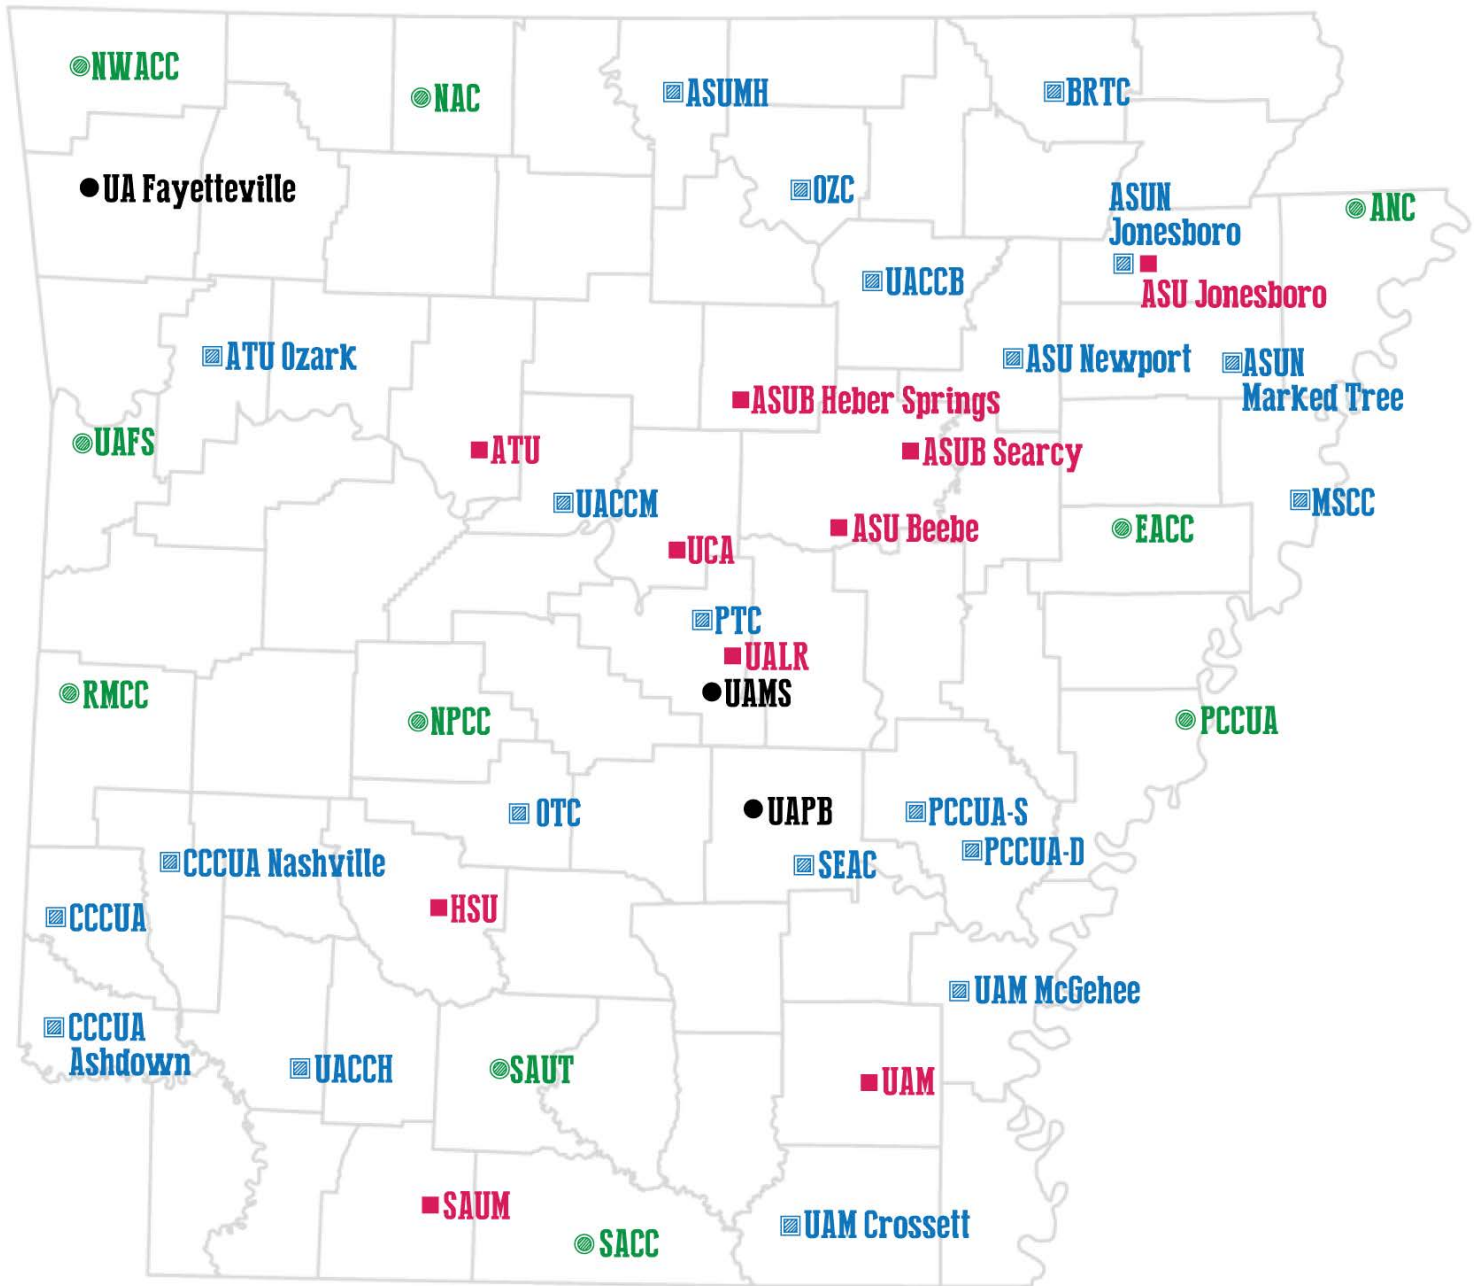 NWACC
NAC
ASUMH
BRTC
UA Fayetteville
OZC
ASUN
Jonesboro
ANC
UACCB
ASU Jonesboro
ATU Ozark
ASU Newport
ASUN
Marked Tree
ASUB Heber Springs
UAFS
ATU
ASUB Searcy
UACCM
MSCC
ASU Beebe
EACC
UCA
PTC
UALR
UAMS
RMCC
NPCC
PCCUA
OTC
UAPB
PCCUA-S
PCCUA-D
CCCUA Nashville
SEAC
HSU
CCCUA
UAM McGehee
CCCUA
Ashdown
UACCH
SAUT
UAM
SAUM
UAM Crossett
SACC